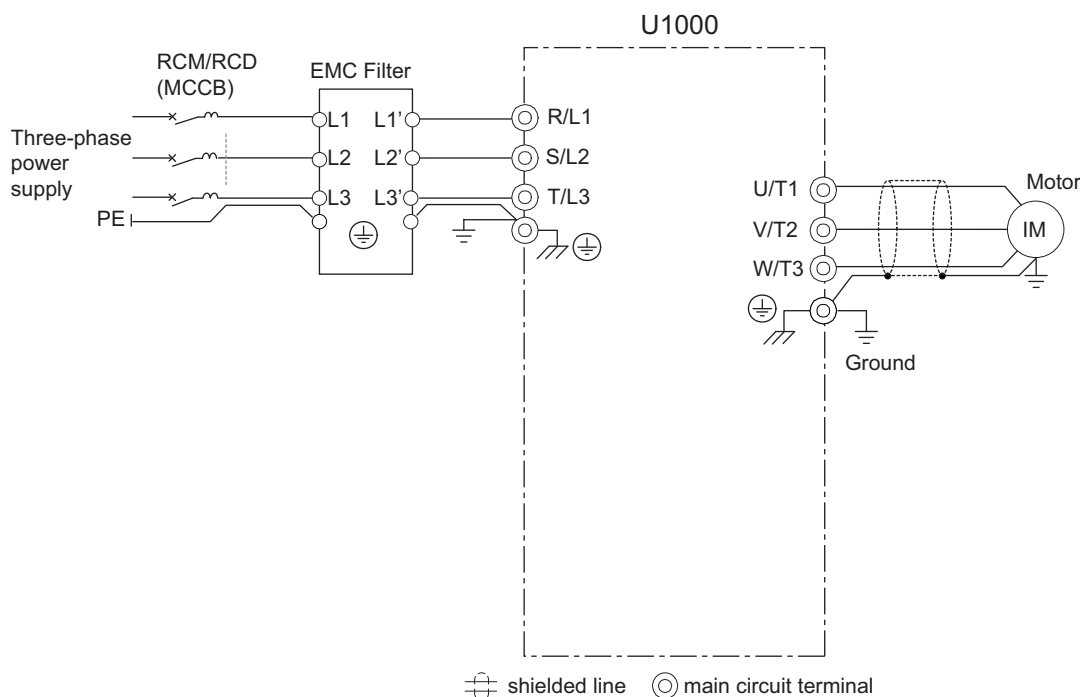 U1000
RCM/RCD
(MCCB)
EMC Filter
Three-phase
power
supply
PE
L1 L1’
L2 L2’
L3 L3’
R/L1
S/L2
T/L3
U/T1
V/T2
W/T3
Motor
IM
Ground
shielded line
main circuit terminal